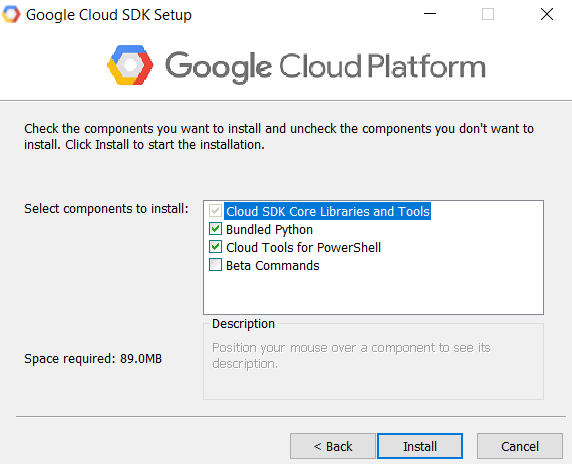 Google Cloud SDK Setup
Google Cloud Platform
Check the components you want to install and uncheck the components you don't want to
install. Click Install to start the installation.
Select components to install:
Cloud SDK Core Libraries and Tools
Bundled Python
Cloud Tools for PowerShell
Beta Commands
Description
Position your mouse over a component to see its
description.
Space required: 89.0MB
< Back
Install
Cancel